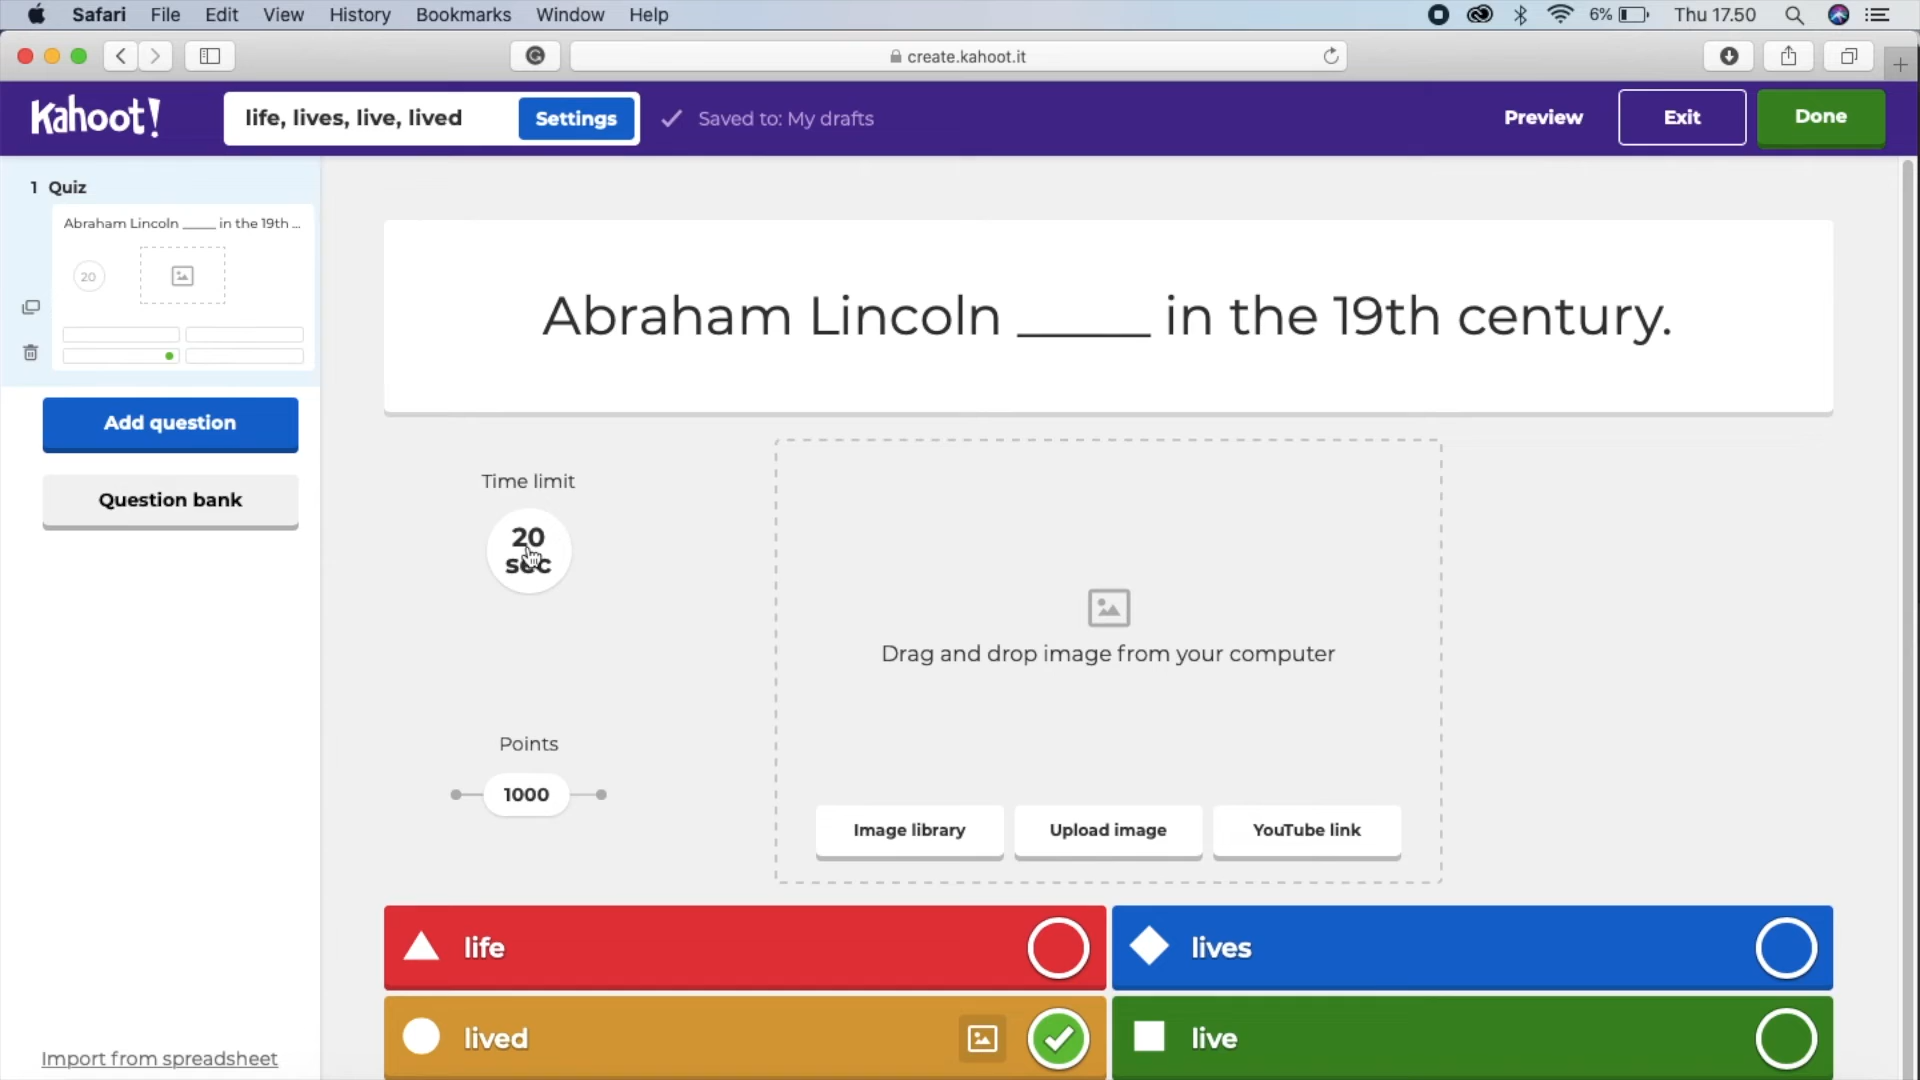 Safari File Edit View History Bookmarks Window Help 6% Thu 17.50
create.kahoot.it
Kahoot! life, lives, live, lived Settings Saved to: My drafts Preview Exit Done
1 Quiz
Abraham Lincoln _____ in the 19th ...
20
Add question
Question bank
Import from spreadsheet
Abraham Lincoln _____ in the 19th century.
Time limit
20
sec
Points
1000
Drag and drop image from your computer
Image library Upload image YouTube link
life lives
lived live